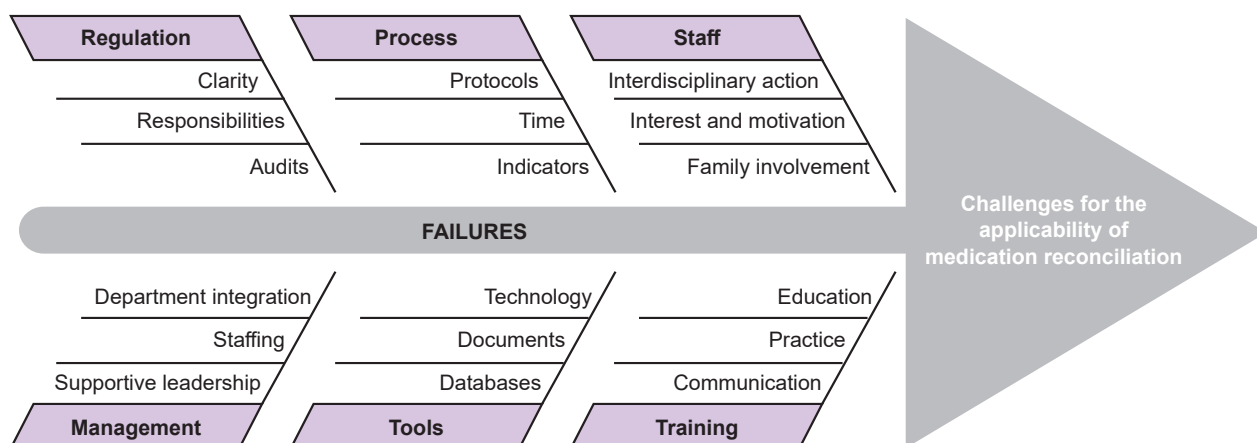 Regulation
Process
Staff
Clarity
Protocols
Interdisciplinary action
Responsibilities
Time
Interest and motivation
Audits
Indicators
Family involvement
FAILURES
Challenges for the
applicability of
medication reconciliation
Department integration
Technology
Education
Staffing
Documents
Practice
Supportive leadership
Databases
Communication
Management
Tools
Training